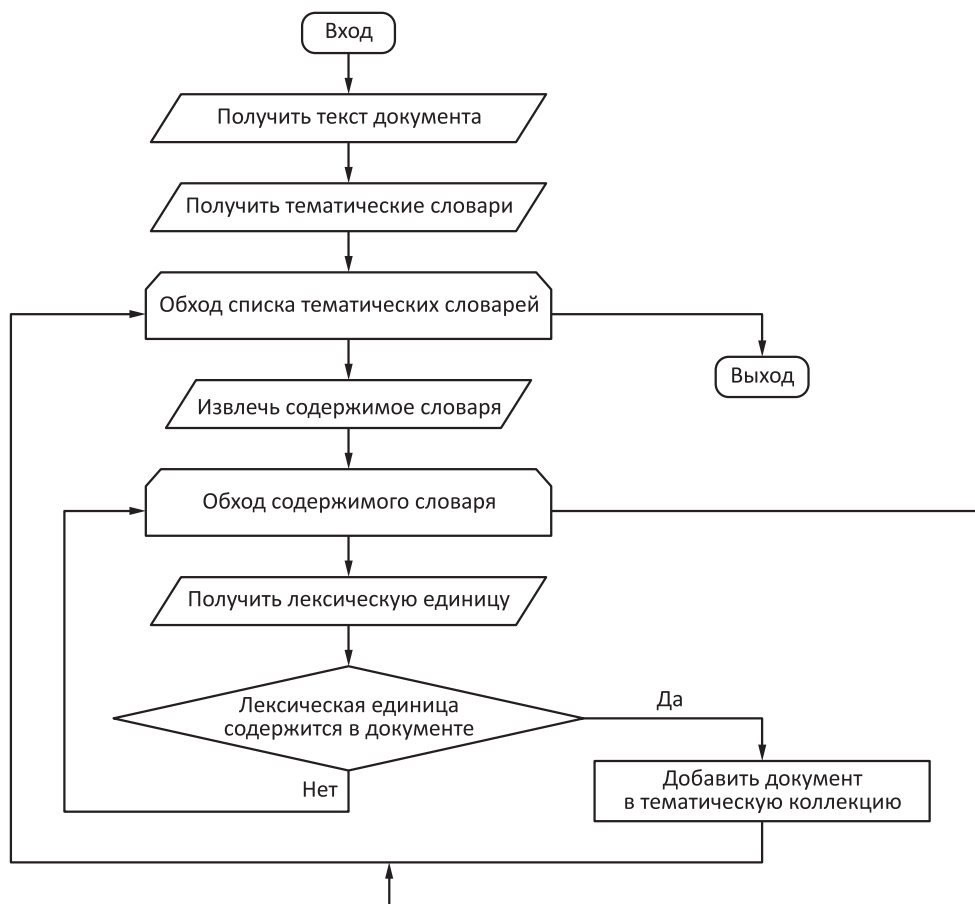 Вход
Получить текст документа
Получить тематические словари
Обход списка тематических словарей
Выход
Извлечь содержимое словаря
Обход содержимого словаря
Получить лексическую единицу
Лексическая единица
содержится в документе
Да
Нет
Добавить документ
в тематическую коллекцию